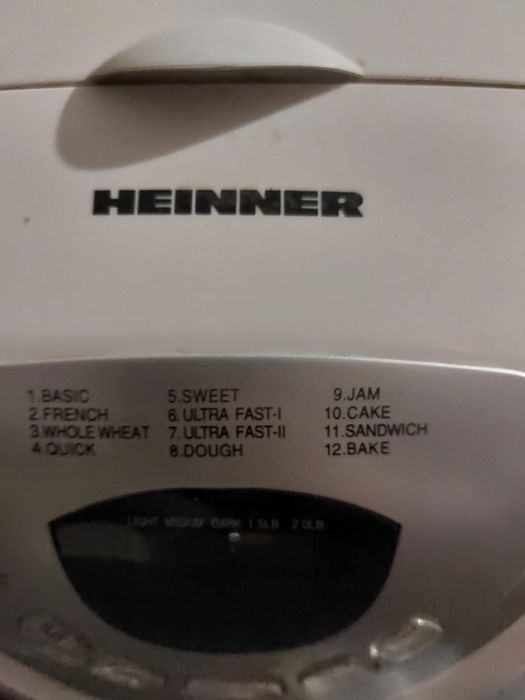 HEINNER
1.BASIC
2.FRENCH
3.WHOLE WHEAT
4.QUICK
5.SWEET
6.ULTRA FAST-I
7.ULTRA FAST-II
8.DOUGH
9.JAM
10.CAKE
11.SANDWICH
12.BAKE
LIGHT MEDIUM DARK 1.5LB 2.0LB